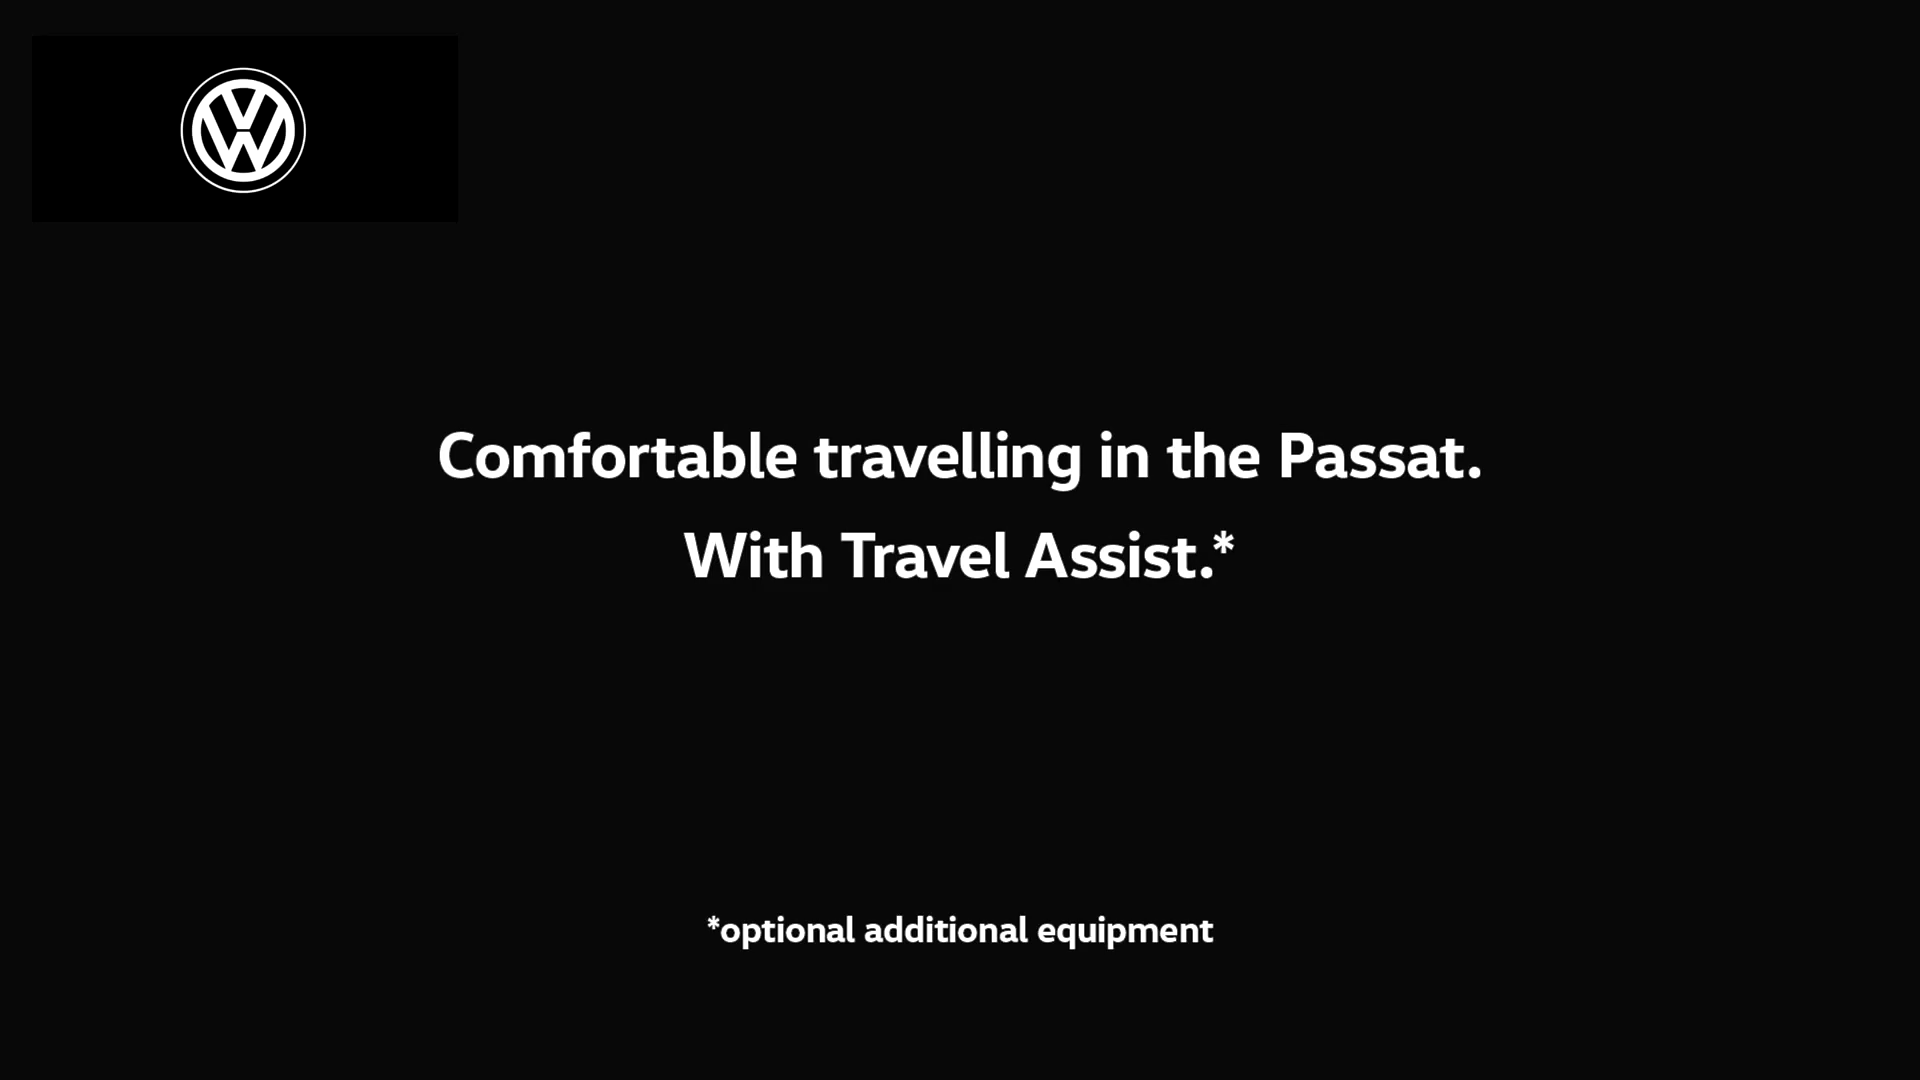 Comfortable travelling in the Passat.
With Travel Assist.*
*optional additional equipment